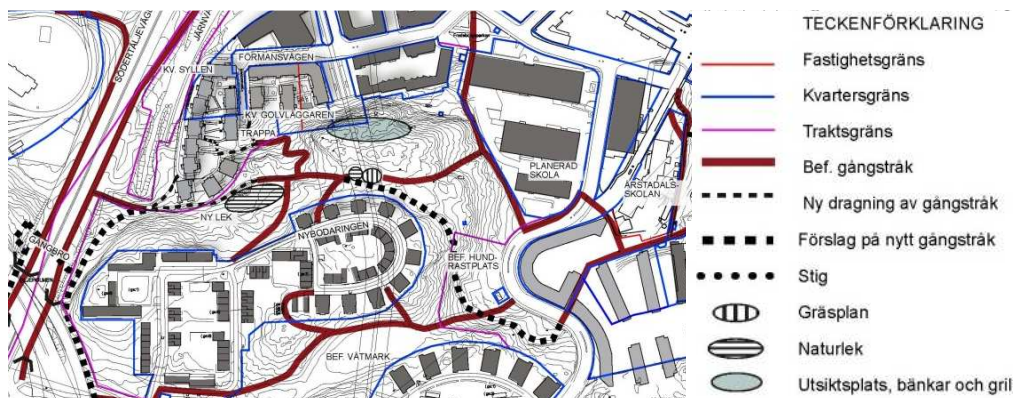 SÖDERTÄLJEVÄG
JÄRNVÄ
KV. SYLLEN
FORMANSVÄGEN
KV GOLVLÄGGAREN
TRAPPA
PLANERAD
SKOLA
ÅRSTADALS-
SKOLAN
NY LEK
NYBODARINGEN
GÅNGBRO
BEF. HUND-
RASTPLATS
BEF. VÅTMARK
TECKENFÖRKLARING
Fastighetsgräns
Kvartersgräns
Traktsgräns
Bef. gångstråk
Ny dragning av gångstråk
Förslag på nytt gångstråk
Stig
Gräsplan
Naturlek
Utsiktsplats, bänkar och gril